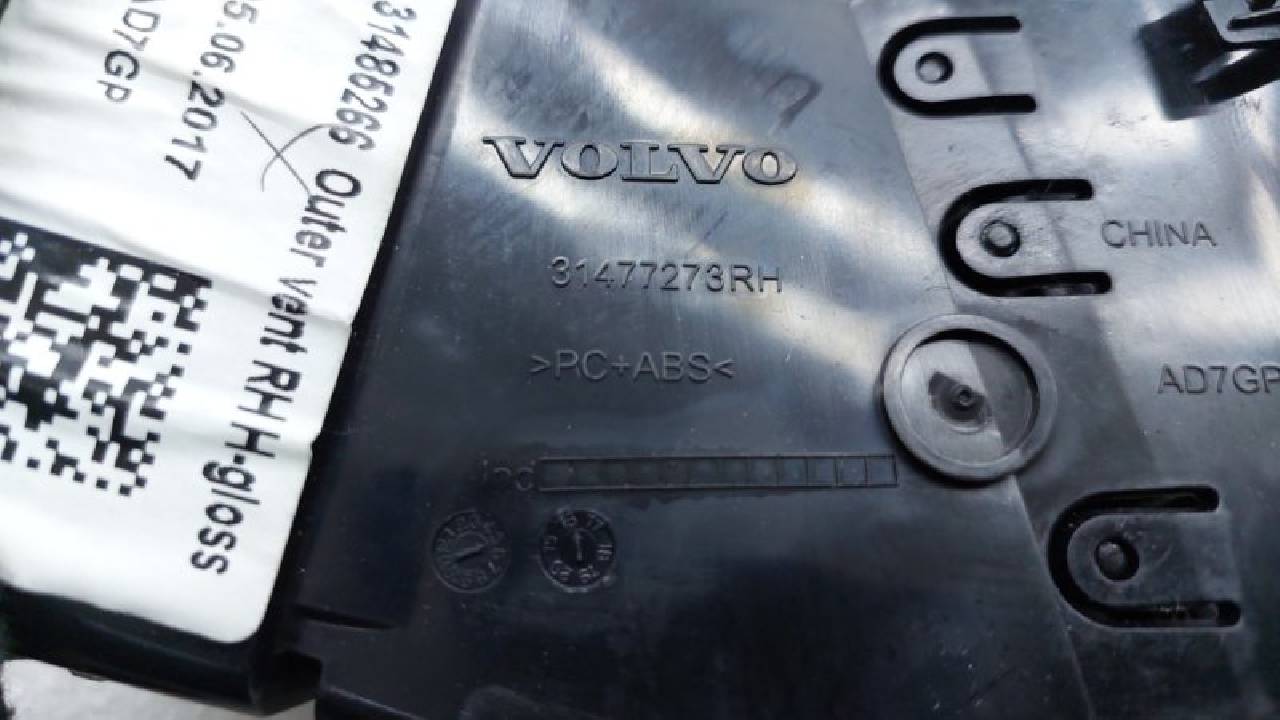 31486266 Outer vent RH H-gloss
5.06.2017
AD7GP
VOLVO
31477273RH
>PC+ABS<
CHINA
AD7GP